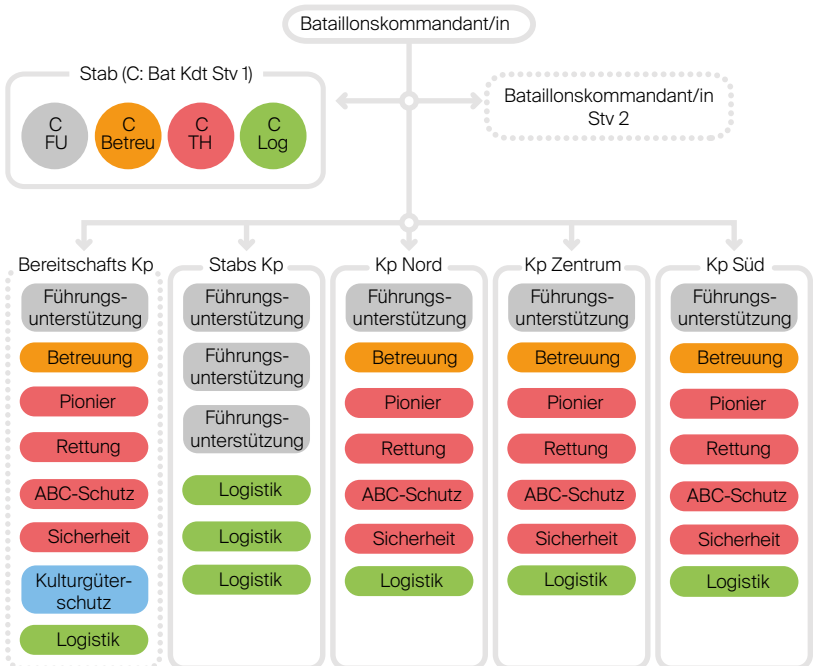 Bataillonskommandant/in
Stab (C: Bat Kdt Stv 1)
C
FU
C
Betreu
C
TH
C
Log
Bataillonskommandant/in
Stv 2
Bereitschafts Kp
Führungs-
unterstützung
Betreuung
Pionier
Rettung
ABC-Schutz
Sicherheit
Kulturgüter-
schutz
Logistik
Stabs Kp
Führungs-
unterstützung
Führungs-
unterstützung
Führungs-
unterstützung
Logistik
Logistik
Logistik
Kp Nord
Führungs-
unterstützung
Betreuung
Pionier
Rettung
ABC-Schutz
Sicherheit
Logistik
Kp Zentrum
Führungs-
unterstützung
Betreuung
Pionier
Rettung
ABC-Schutz
Sicherheit
Logistik
Kp Süd
Führungs-
unterstützung
Betreuung
Pionier
Rettung
ABC-Schutz
Sicherheit
Logistik